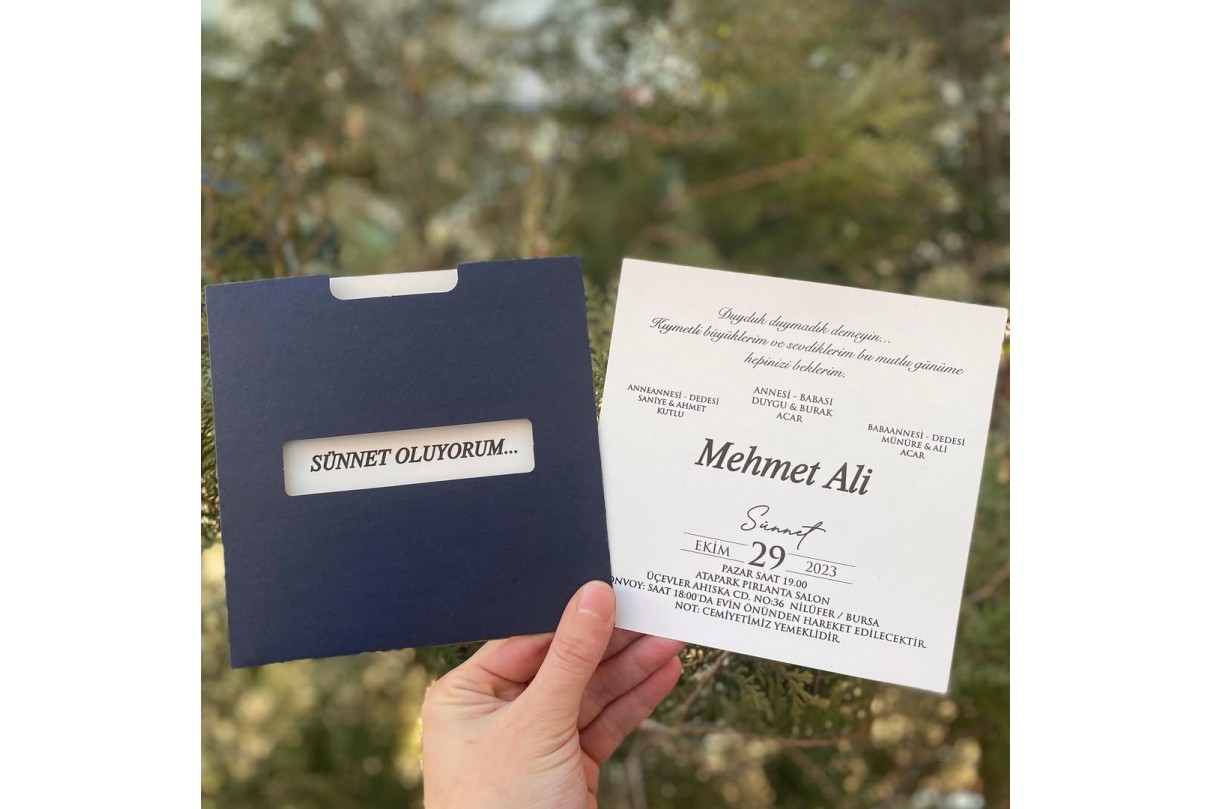 SÜNNET OLUYORUM...
Duyduk duymadık demeyin...
Kıymetli büyüklerim ve sevdiklerim bu mutlu günüme
hepinizi beklerim.
ANNEANNESİ - DEDESİ
SANİYE & AHMET
KUTLU
ANNESİ - BABASI
DUYGU & BURAK
ACAR
BABAANNESİ - DEDESİ
MÜNÜRE & ALİ
ACAR
Mehmet Ali
Sünnet
EKİM 29 2023
PAZAR SAAT 19.00
ATAPARK PIRLANTA SALON
ÜÇEVLER AHISKA CD. NO:36 NİLÜFER / BURSA
SAAT 18:00'DA EVİN ÖNÜNDEN HAREKET EDİLECEKTİR
NOT: CEMİYETİMİZ YEMEKLİDİR